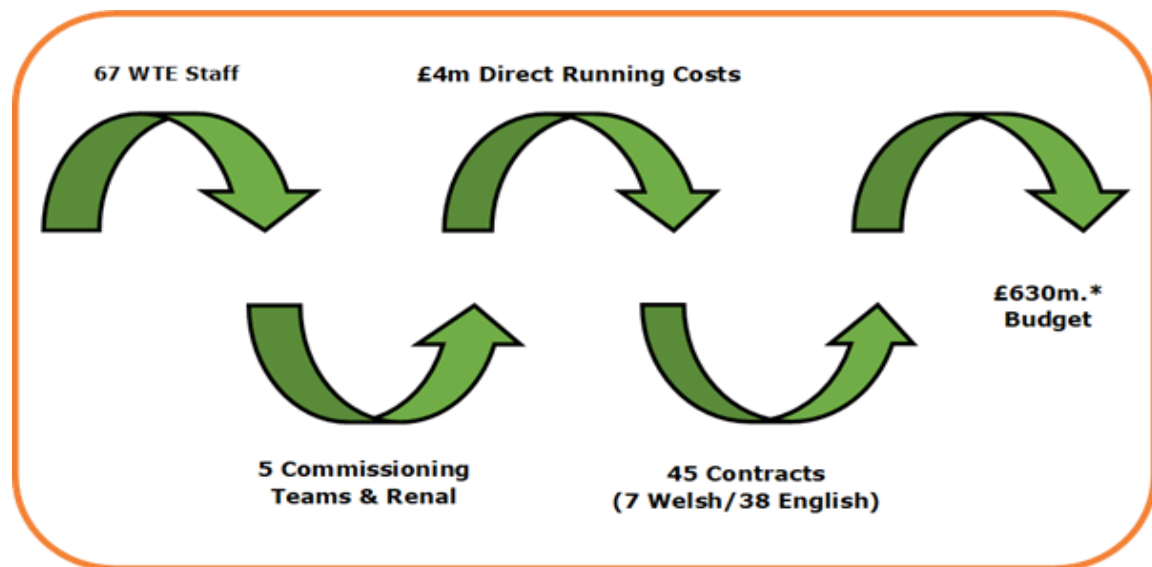 67 WTE Staff
£4m Direct Running Costs
£630m.*
Budget
5 Commissioning
Teams & Renal
45 Contracts
(7 Welsh/38 English)